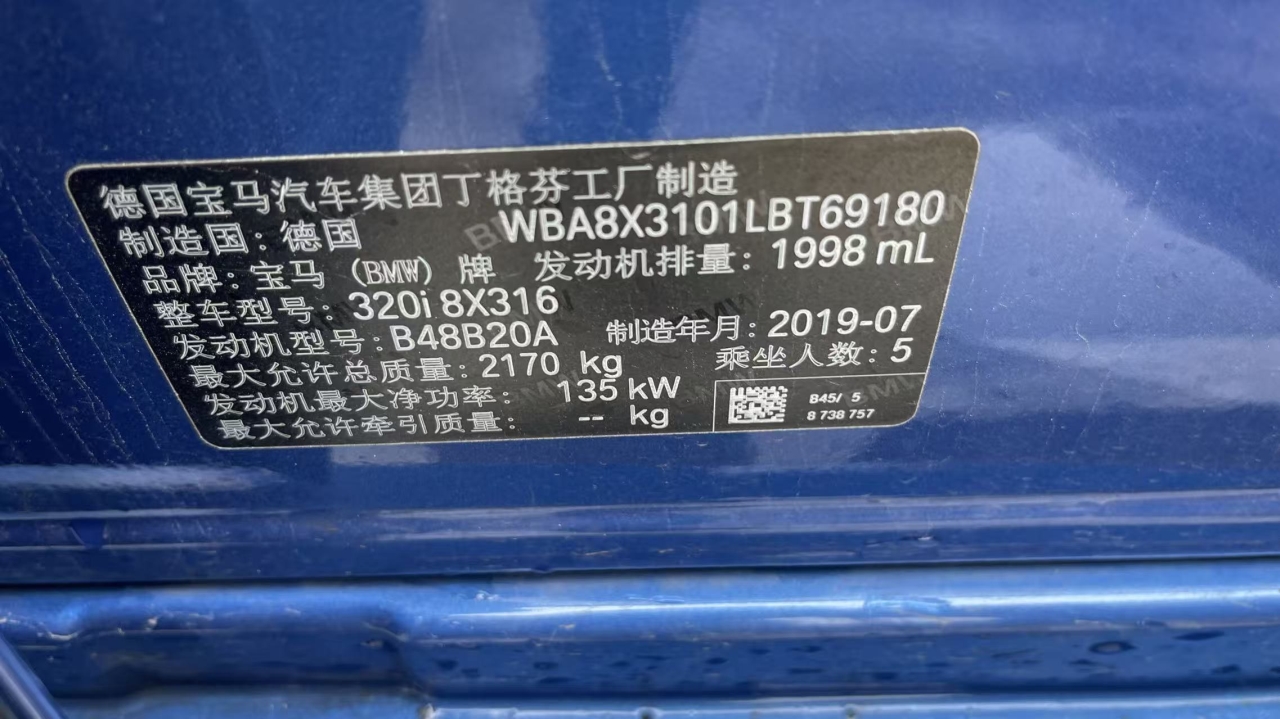 德国宝马汽车集团丁格芬工厂制造
制造国：德国 WBA8X3101LBT69180
品牌：宝马（BMW）牌 发动机排量：1998 mL
整车型号：320i 8X316
发动机型号：B48B20A 制造年月：2019-07
最大允许总质量：2170 kg 乘坐人数：5
发动机最大净功率： 135 kW
最大允许牵引质量： -- kg
B45/ 5
8 738 757